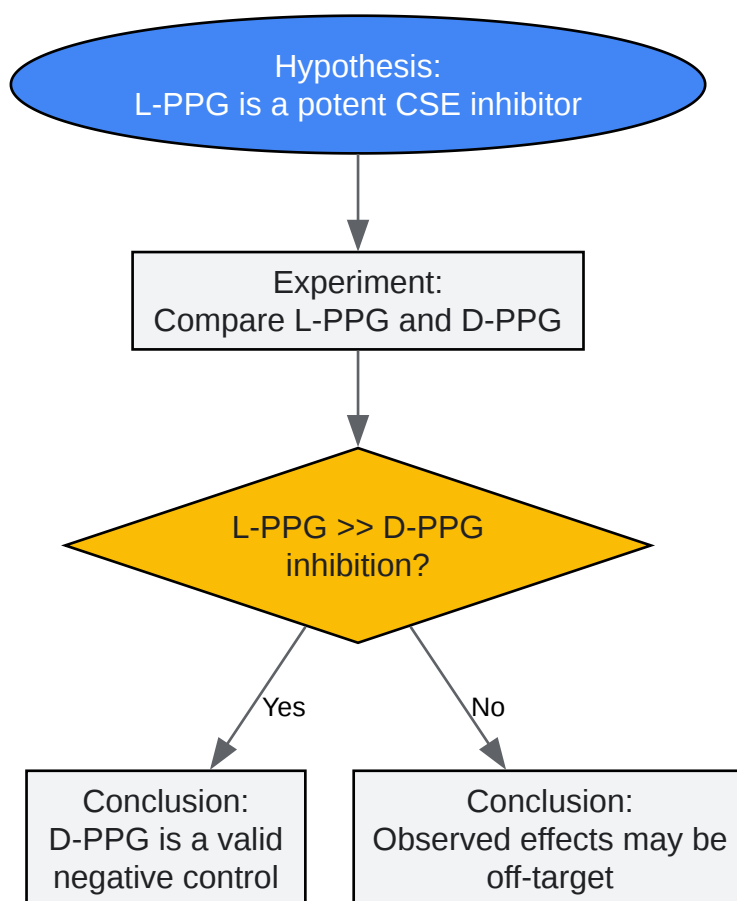 Hypothesis:
L-PPG is a potent CSE inhibitor
Experiment:
Compare L-PPG and D-PPG
L-PPG >> D-PPG
inhibition?
Yes
No
Conclusion:
D-PPG is a valid
negative control
Conclusion:
Observed effects may be
off-target